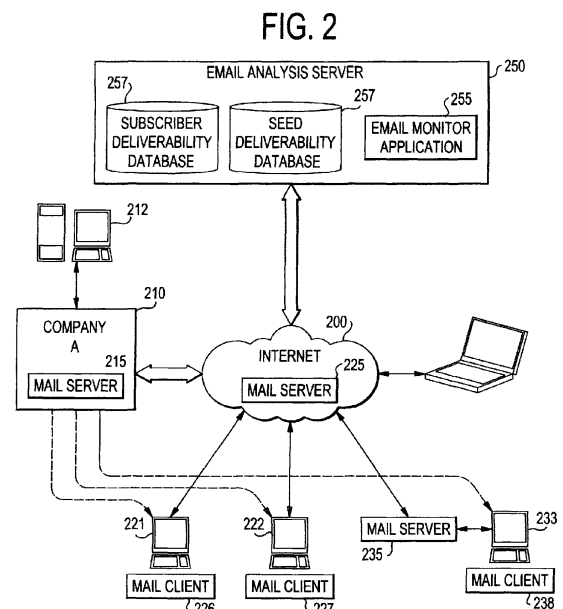 FIG. 2
EMAIL ANALYSIS SERVER
250
257
257
255
SUBSCRIBER
DELIVERABILITY
DATABASE
SEED
DELIVERABILITY
DATABASE
EMAIL MONITOR
APPLICATION
212
210
COMPANY
A
215
MAIL SERVER
200
INTERNET
225
MAIL SERVER
221
222
MAIL SERVER
235
233
MAIL CLIENT
226
MAIL CLIENT
227
MAIL CLIENT
238